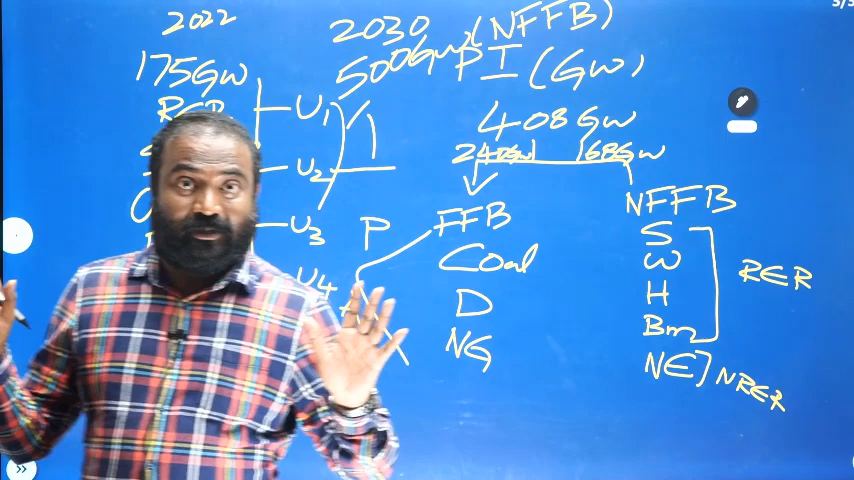 2022
175GW
RER
U1
U2
U3
U4
2030 (NFFB)
500GW PI (GW)
408 GW
240GW 168GW
P
FFB
Coal
D
NG
NFFB
S
W
H
Bm
RER
NE] NRER